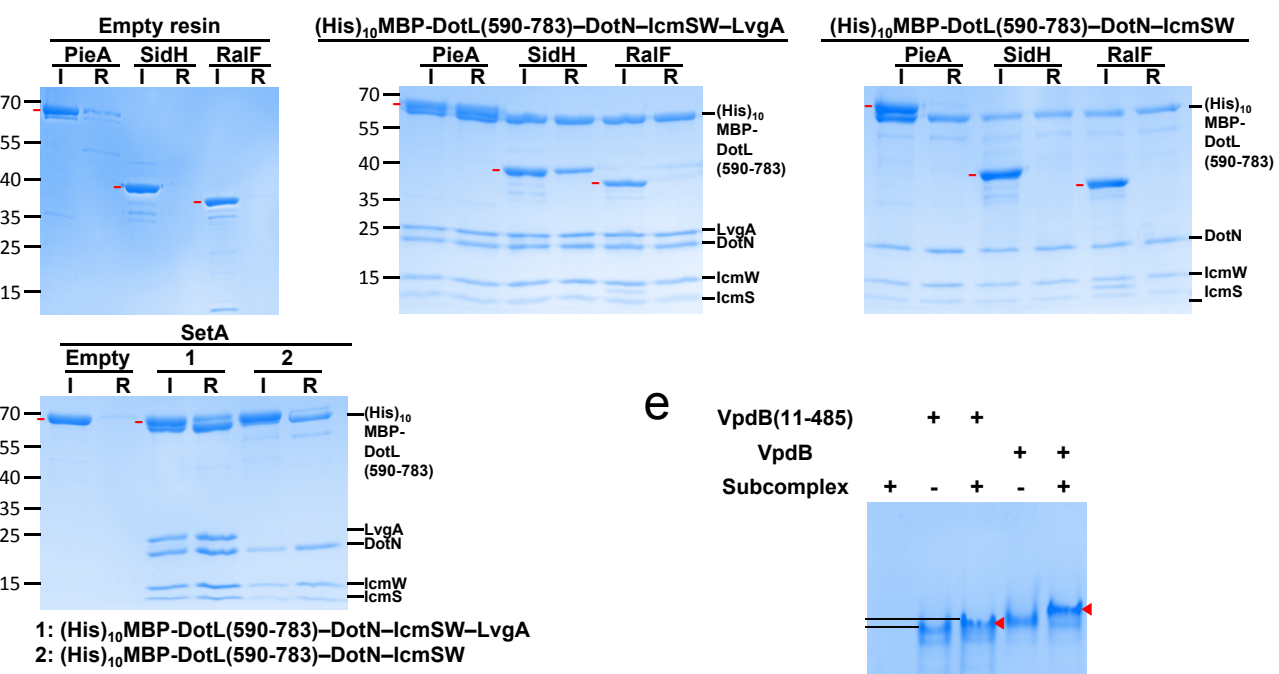 Empty resin
PieA SidH RalF
I R I R I R
70
55
40
35
25
15
(His)₁₀MBP-DotL(590-783)–DotN–IcmSW–LvgA
PieA SidH RalF
I R I R I R
70
55
40
35
25
15
(His)₁₀
MBP-
DotL
(590-783)
LvgA
DotN
IcmW
IcmS
(His)₁₀MBP-DotL(590-783)–DotN–IcmSW
PieA SidH RalF
I R I R I R
(His)₁₀
MBP-
DotL
(590-783)
DotN
IcmW
IcmS
SetA
Empty 1 2
I R I R I R
70
55
40
35
25
15
(His)₁₀
MBP-
DotL
(590-783)
LvgA
DotN
IcmW
IcmS
1: (His)₁₀MBP-DotL(590-783)–DotN–IcmSW–LvgA
2: (His)₁₀MBP-DotL(590-783)–DotN–IcmSW
e
VpdB(11-485) + +
VpdB + +
Subcomplex + - + - +